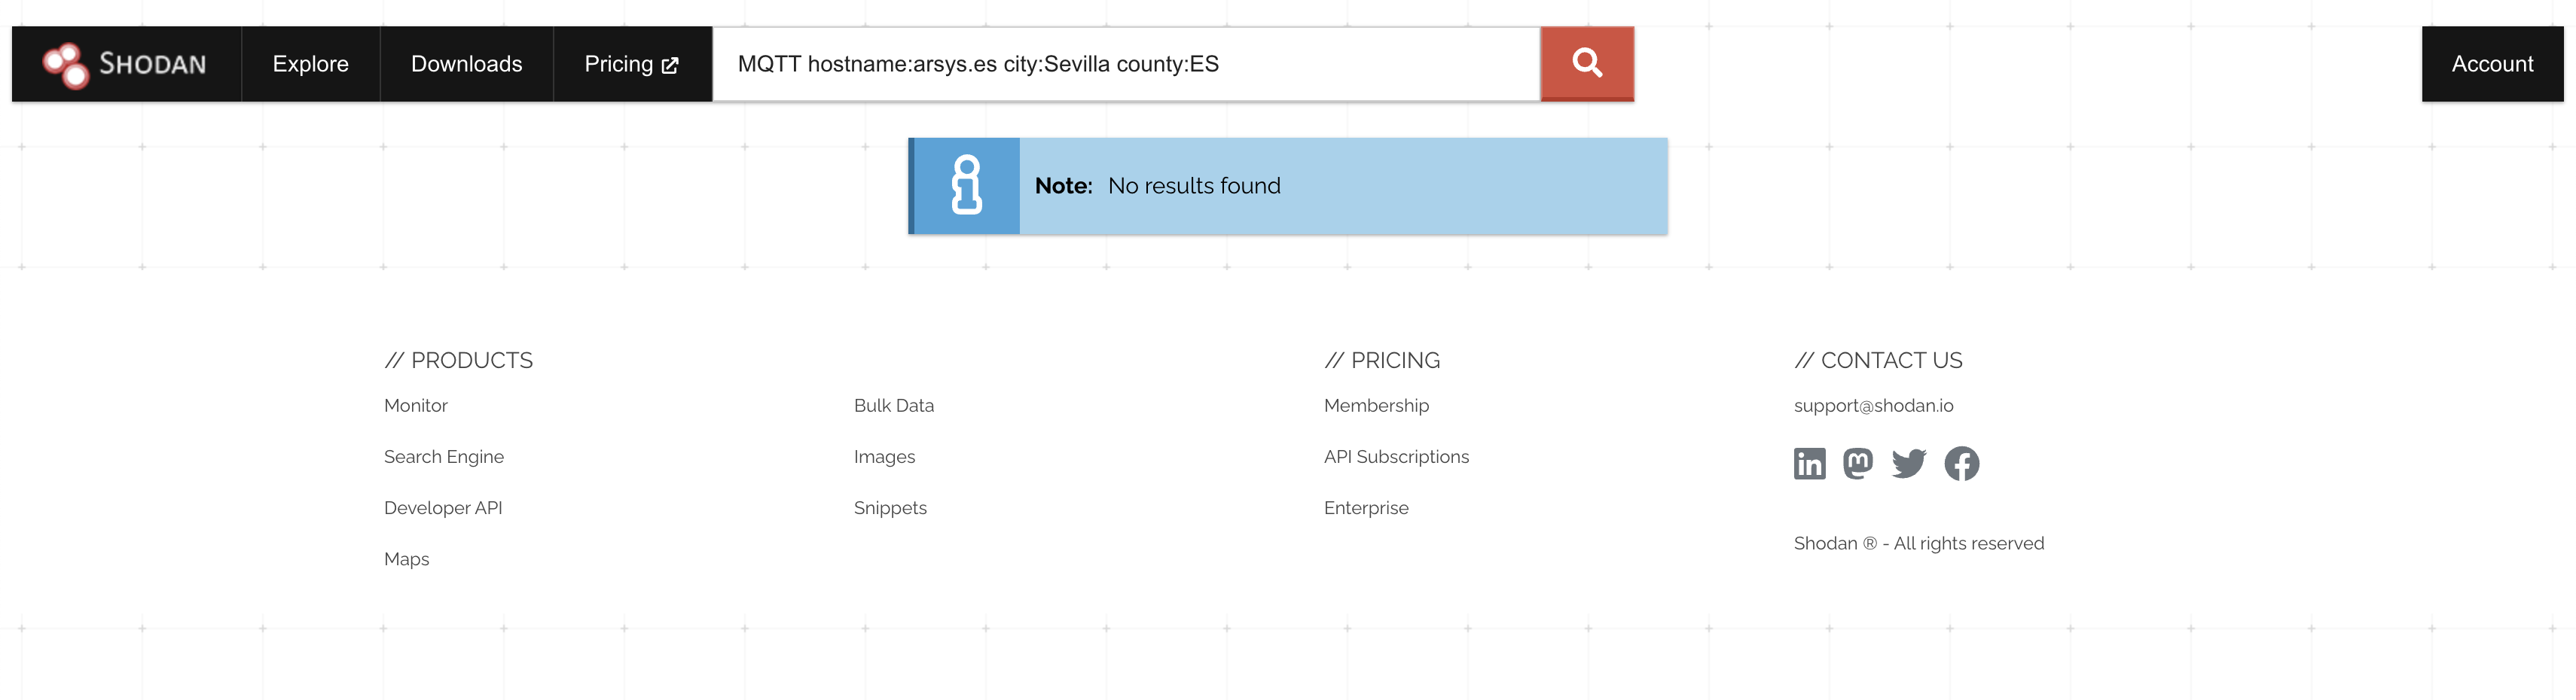 SHODAN
Explore
Downloads
Pricing
MQTT hostname:arsys.es city:Sevilla county:ES
Account
Note: No results found
// PRODUCTS
Monitor
Search Engine
Developer API
Maps
Bulk Data
Images
Snippets
// PRICING
Membership
API Subscriptions
Enterprise
// CONTACT US
support@shodan.io
Shodan ® - All rights reserved